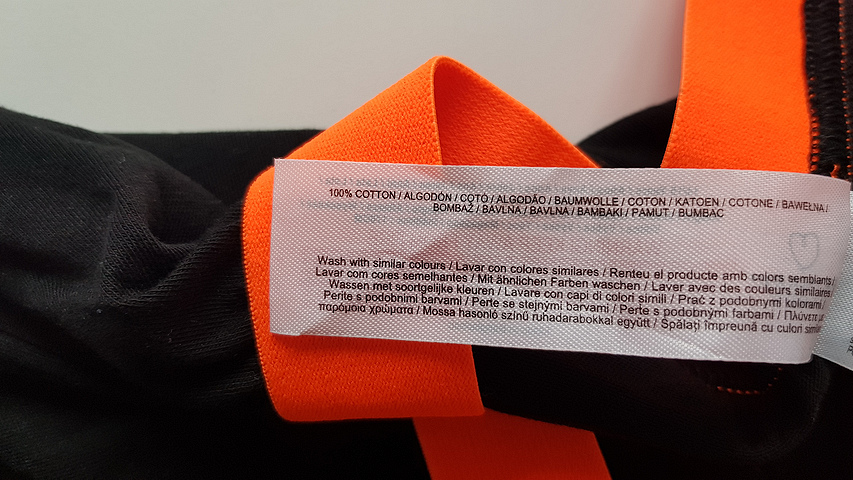 100% COTTON / ALGODÓN / COTÓ / ALGODÃO / BAUMWOLLE / COTON / KATOEN / COTONE / BAWEŁNA /
BOMBAŽ / BAVLNA / BAVLNA / BAMBAKI / PAMUT / BUMBAC
Wash with similar colours / Lavar con colores similares / Renteu el producte amb colors semblants /
Lavar com cores semelhantes / Mit ähnlichen Farben waschen / Laver avec des couleurs similaires /
Wassen met soortgelijke kleuren / Lavare con capi di colori simili / Prać z podobnymi kolorami /
Perite s podobnimi barvami / Perte se stejnými barvami / Perte s podobnými farbami / Πλύνετε με
παρόμοια χρώματα / Mossa hasonló színű ruhadarabokkal együtt / Spălați împreună cu culori